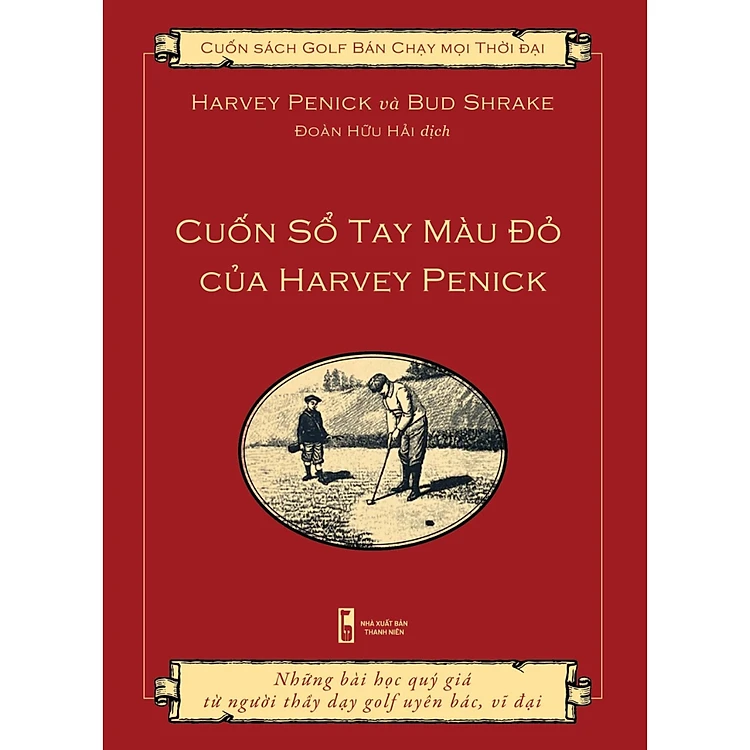 Cuốn sách Golf Bán Chạy mọi Thời đại
Harvey Penick và Bud Shrake
Đoàn Hữu Hải dịch
Cuốn Sổ Tay Màu Đỏ
của Harvey Penick
NHÀ XUẤT BẢN
THANH NIÊN
Những bài học quý giá
từ người thầy dạy golf uyên bác, vĩ đại